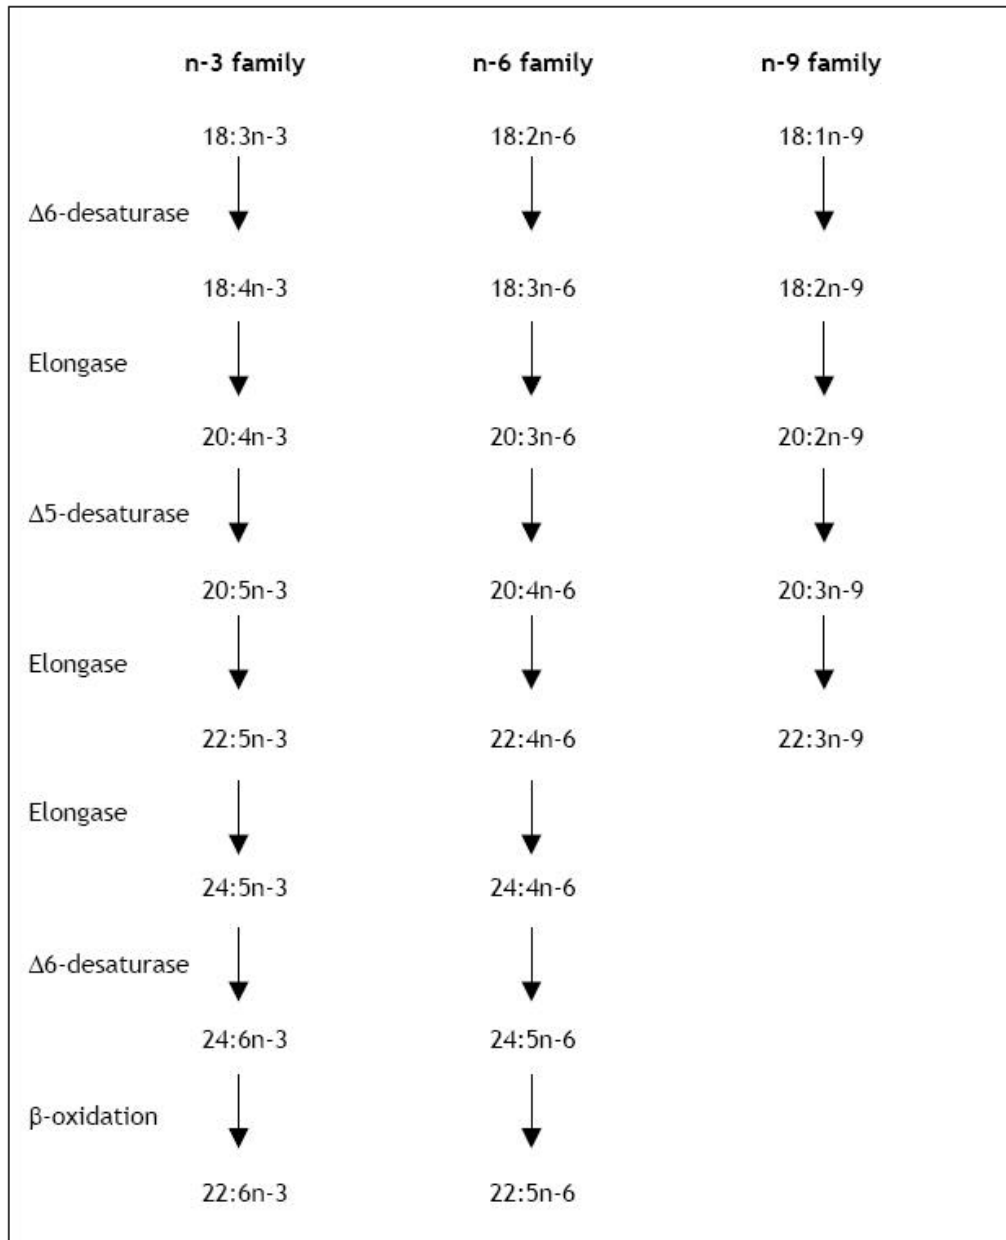 n-3 family n-6 family n-9 family
18:3n-3 18:2n-6 18:1n-9
Δ6-desaturase
18:4n-3 18:3n-6 18:2n-9
Elongase
20:4n-3 20:3n-6 20:2n-9
Δ5-desaturase
20:5n-3 20:4n-6 20:3n-9
Elongase
22:5n-3 22:4n-6 22:3n-9
Elongase
24:5n-3 24:4n-6
Δ6-desaturase
24:6n-3 24:5n-6
β-oxidation
22:6n-3 22:5n-6